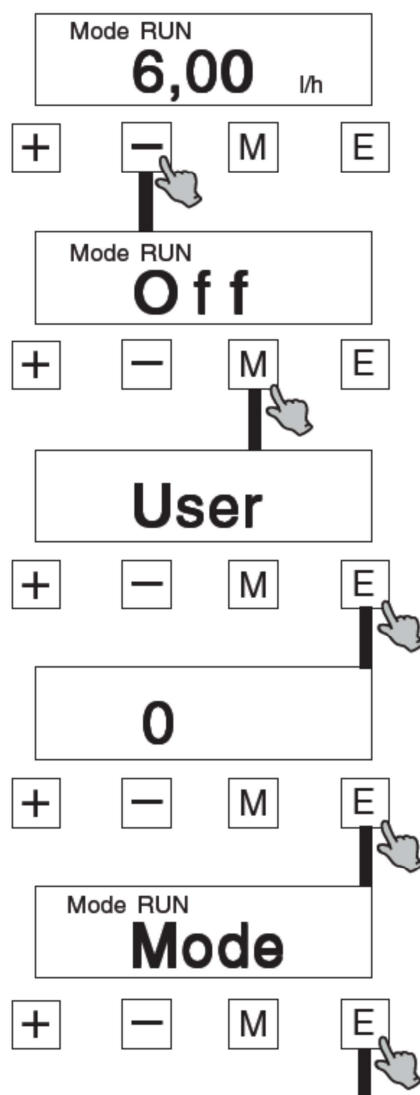 Mode RUN
6,00 l/h
+ − M E
Mode RUN
Off
+ − M E
User
+ − M E
0
+ − M E
Mode RUN
Mode
+ − M E